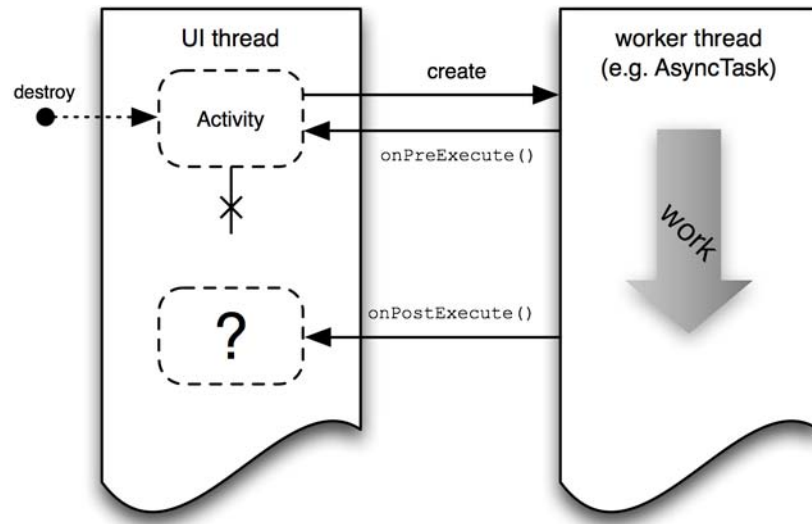 UI thread
worker thread
(e.g. AsyncTask)
destroy
Activity
create
onPreExecute()
work
?
onPostExecute()